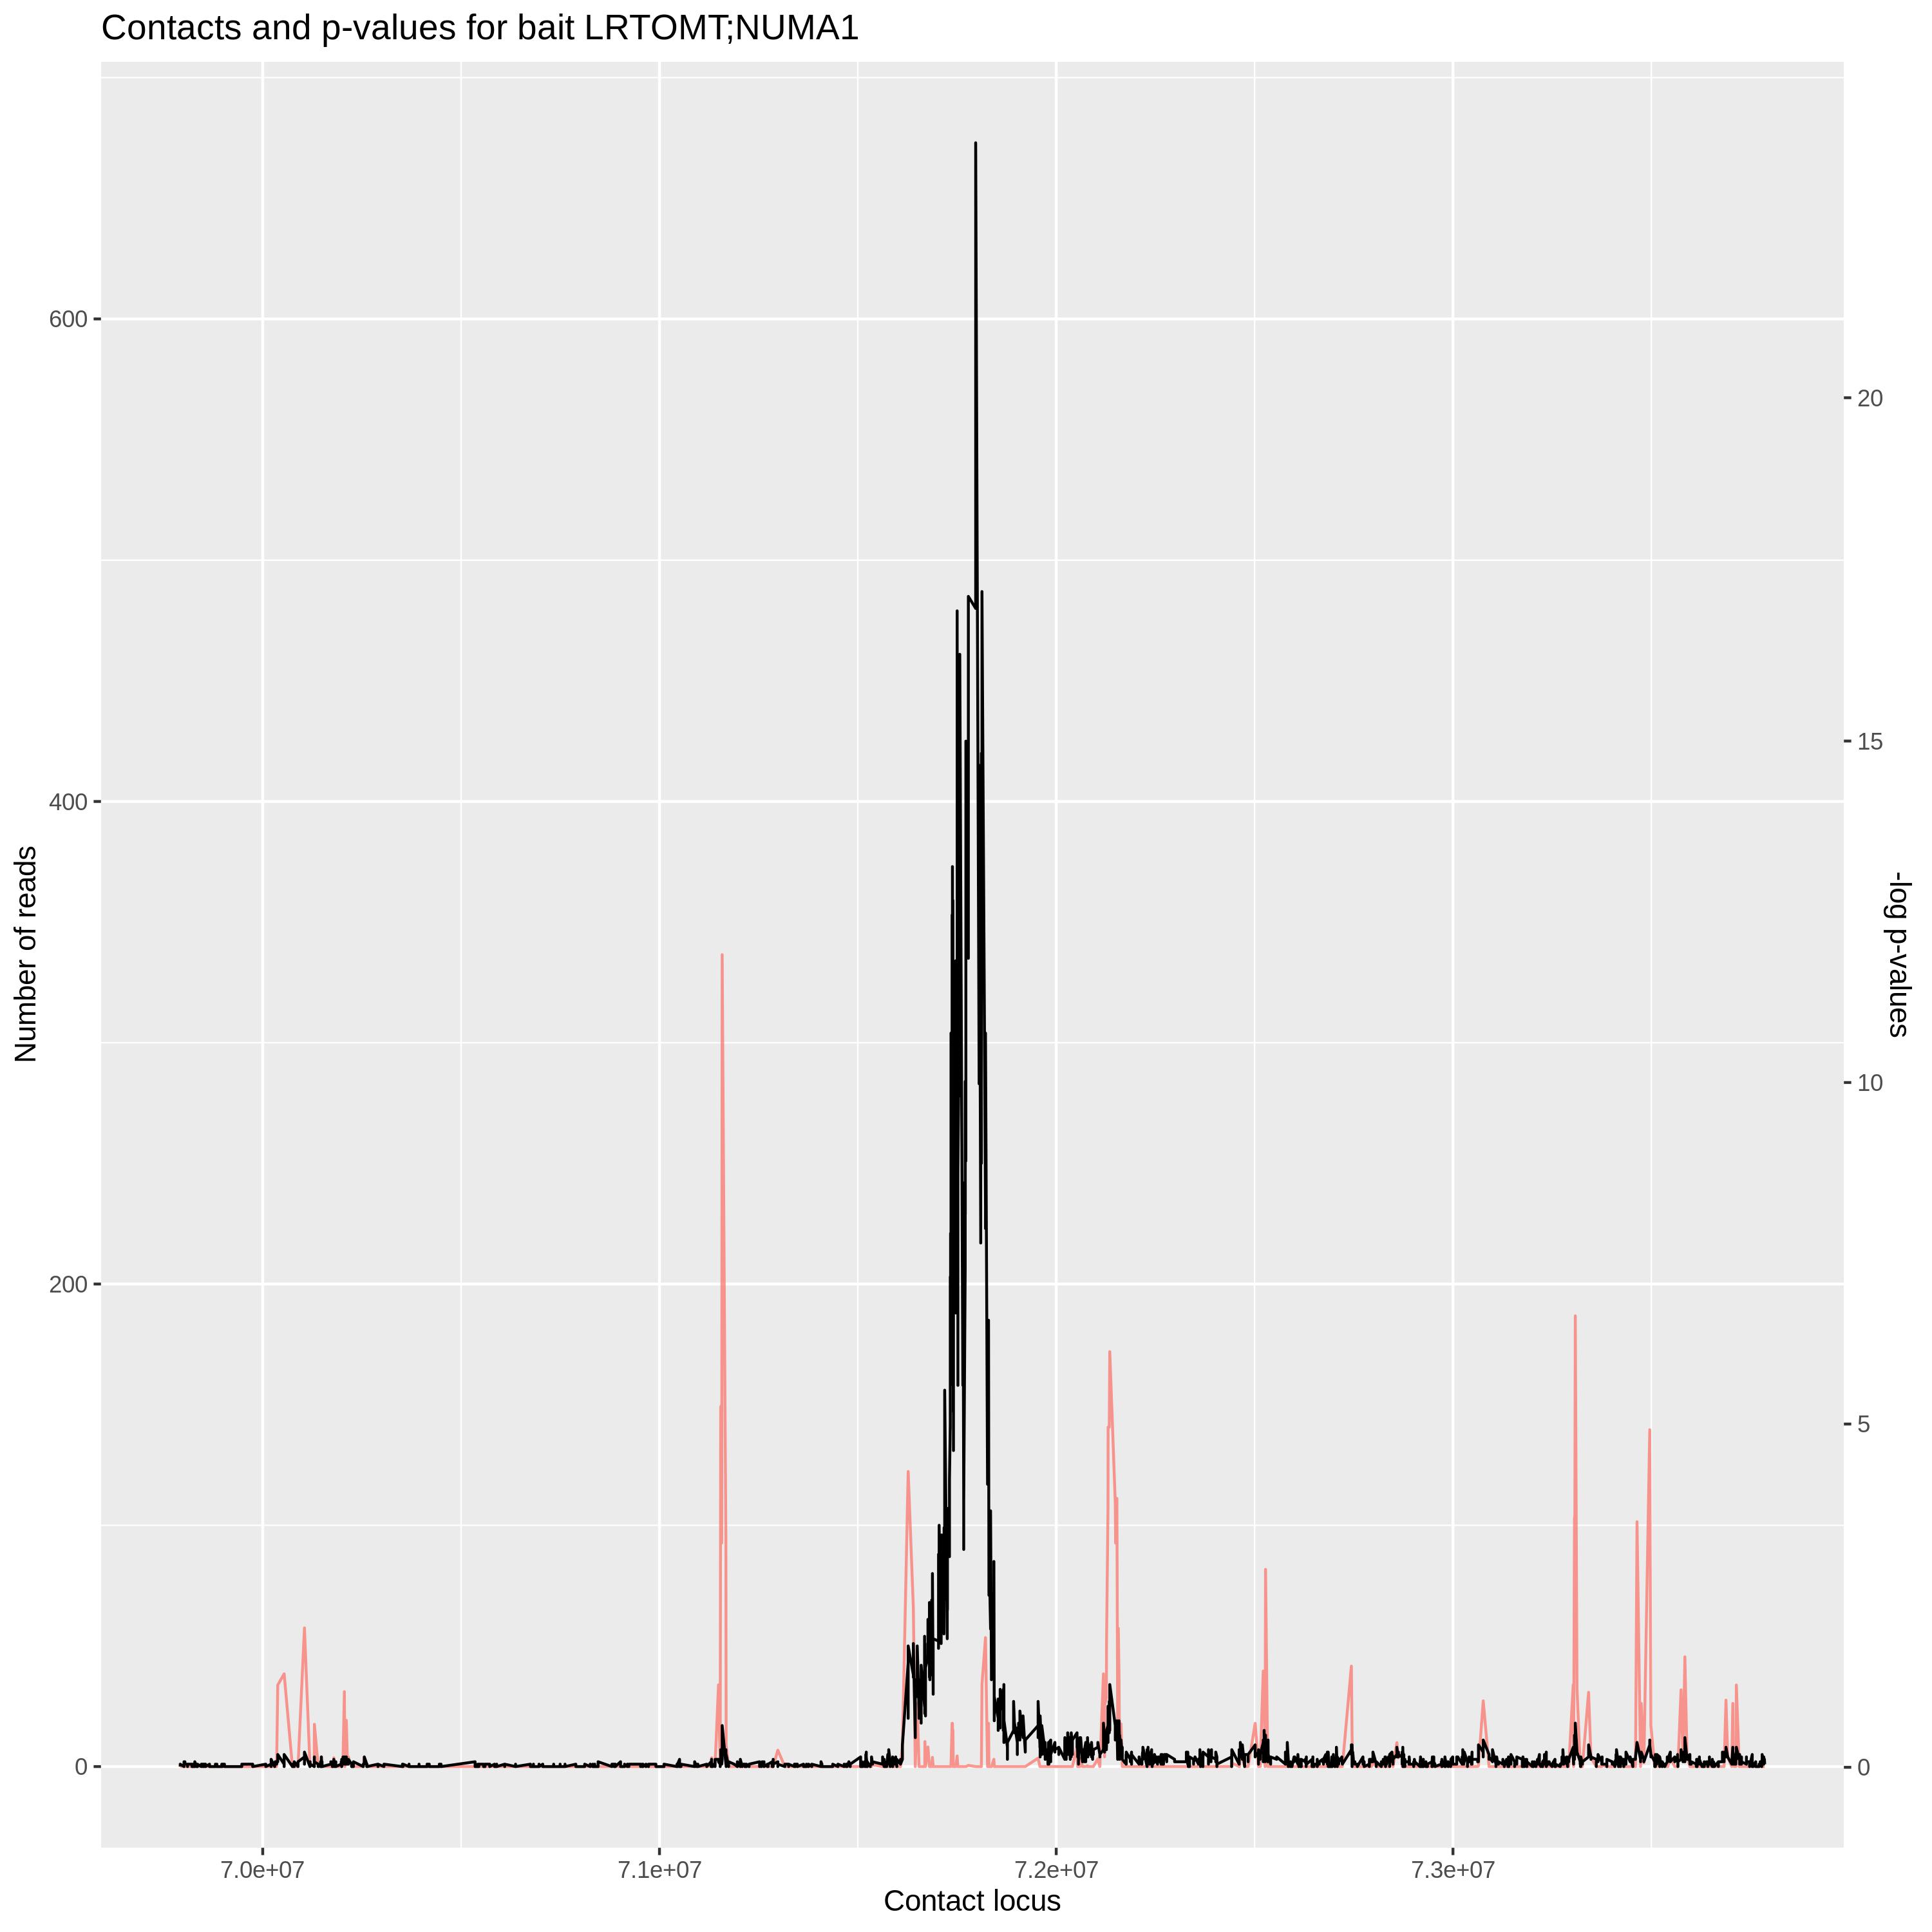 Contacts and p-values for bait LRTOMT;NUMA1
600
400
200
0
Number of reads
20
15
10
5
0
-log p-values
7.0e+07 7.1e+07 7.2e+07 7.3e+07
Contact locus